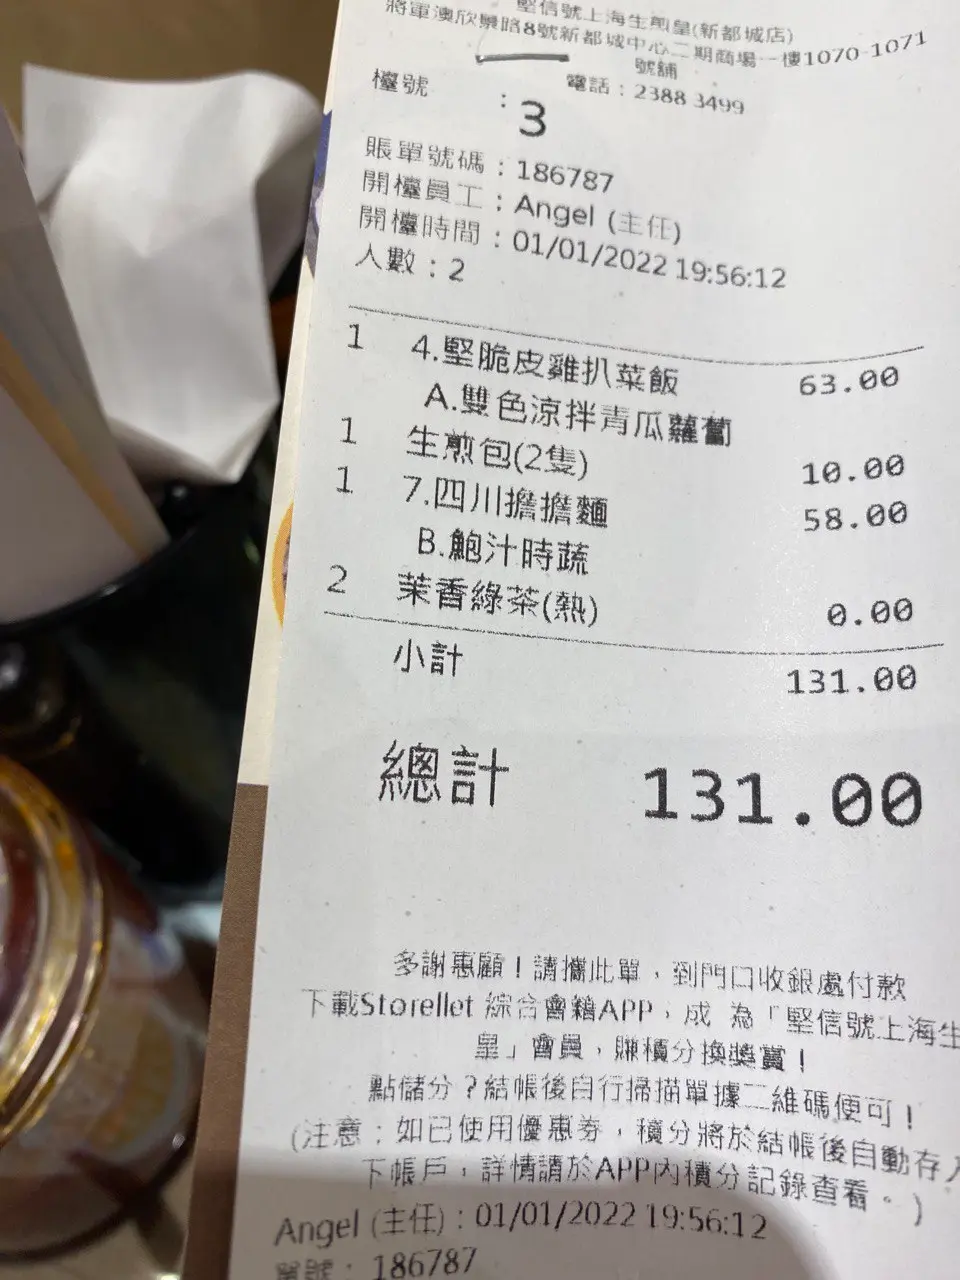 堅信號上海生煎皇(新都城店)
將軍澳欣景路8號新都城中心二期商場一樓1070-1071
號舖
電話：2388 3499
檯號 : 3
賬單號碼：186787
開檯員工：Angel (主任)
開檯時間：01/01/2022 19:56:12
人數：2
1 4.堅脆皮雞扒菜飯 63.00
A.雙色涼拌青瓜蘿蔔
1 生煎包(2隻) 10.00
1 7.四川擔擔麵 58.00
B.鮑汁時蔬
2 茉香綠茶(熱) 0.00
小計 131.00
總計 131.00
多謝惠顧！請攜此單，到門口收銀處付款
下載Storellet 綜合會籍APP，成 為「堅信號上海生
皇」會員，賺積分換獎賞！
點儲分？結帳後自行掃描單據二維碼便可！
(注意：如已使用優惠券，積分將於結帳後自動存入
下帳戶，詳情請於APP內積分記錄查看。)
Angel (主任)：01/01/2022 19:56:12
單號： 186787